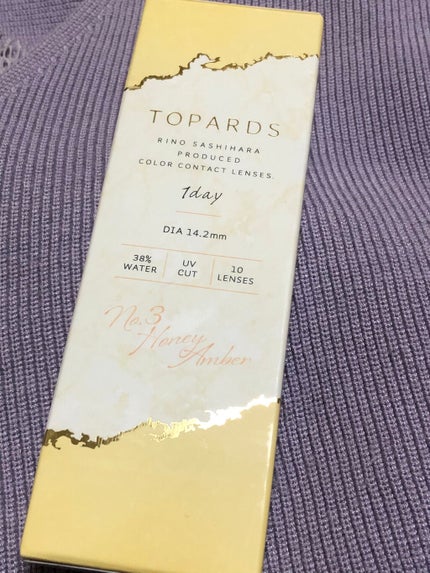 TOPARDS
RINO SASHIHARA
PRODUCED
COLOR CONTACT LENSES.
1day
DIA 14.2mm
38%
WATER
UV
CUT
10
LENSES
No.3
Honey
Amber